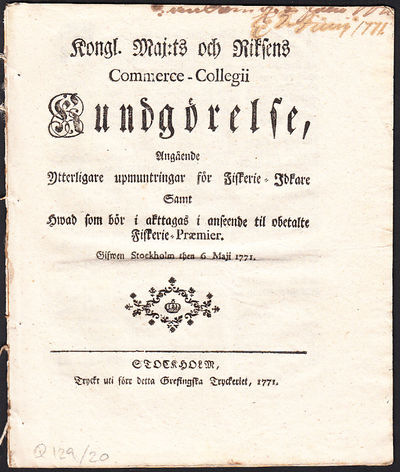 Kongl. Maj:ts och Riksens
Commerce-Collegii
Kundgörelse,
Angående
Ytterligare upmuntringar för Fiskerie-Idkare
Samt
Hwad som bör i akttagas i anseende til obetalte
Fiskerie-Præmier.
Gifwen Stockholm then 6 Maji 1771.
STOCKHOLM,
Tryckt uti förr detta Grefingska Tryckeriet, 1771.
Q 129/20